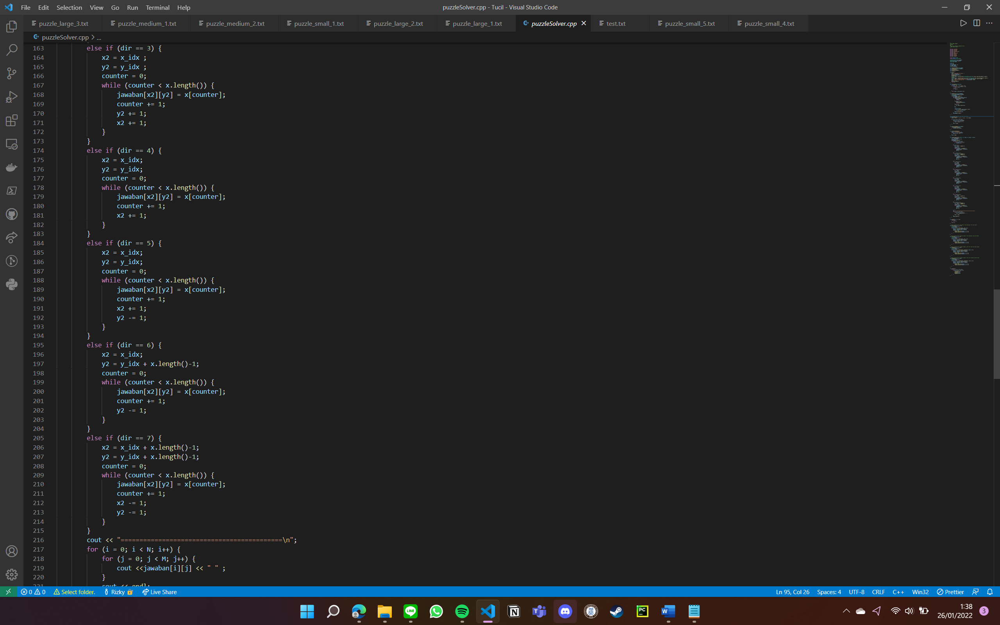 File Edit Selection View Go Run Terminal Help
puzzleSolver.cpp - Tucil - Visual Studio Code
puzzle_large_3.txt puzzle_medium_1.txt puzzle_medium_2.txt puzzle_small_1.txt puzzle_large_2.txt puzzle_large_1.txt puzzleSolver.cpp test.txt puzzle_small_5.txt puzzle_small_4.txt
puzzleSolver.cpp > ...
163 else if (dir == 3) {
164 x2 = x_idx ;
165 y2 = y_idx ;
166 counter = 0;
167 while (counter < x.length()) {
168 jawaban[x2][y2] = x[counter];
169 counter += 1;
170 y2 += 1;
171 x2 += 1;
172 }
173 }
174 else if (dir == 4) {
175 x2 = x_idx;
176 y2 = y_idx;
177 counter = 0;
178 while (counter < x.length()) {
179 jawaban[x2][y2] = x[counter];
180 counter += 1;
181 x2 += 1;
182 }
183 }
184 else if (dir == 5) {
185 x2 = x_idx;
186 y2 = y_idx;
187 counter = 0;
188 while (counter < x.length()) {
189 jawaban[x2][y2] = x[counter];
190 counter += 1;
191 x2 += 1;
192 y2 -= 1;
193 }
194 }
195 else if (dir == 6) {
196 x2 = x_idx;
197 y2 = y_idx + x.length()-1;
198 counter = 0;
199 while (counter < x.length()) {
200 jawaban[x2][y2] = x[counter];
201 counter += 1;
202 y2 -= 1;
203 }
204 }
205 else if (dir == 7) {
206 x2 = x_idx + x.length()-1;
207 y2 = y_idx + x.length()-1;
208 counter = 0;
209 while (counter < x.length()) {
210 jawaban[x2][y2] = x[counter];
211 counter += 1;
212 x2 -= 1;
213 y2 -= 1;
214 }
215 }
216 cout << "===========================================\n";
217 for (i = 0; i < N; i++) {
218 for (j = 0; j < M; j++) {
219 cout <<jawaban[i][j] << " " ;
220 }
221 cout << endl;
0 0 Select folder. Rizky Live Share
Ln 95, Col 26 Spaces: 4 UTF-8 CRLF C++ Win32 Prettier
1:38
26/01/2022 3